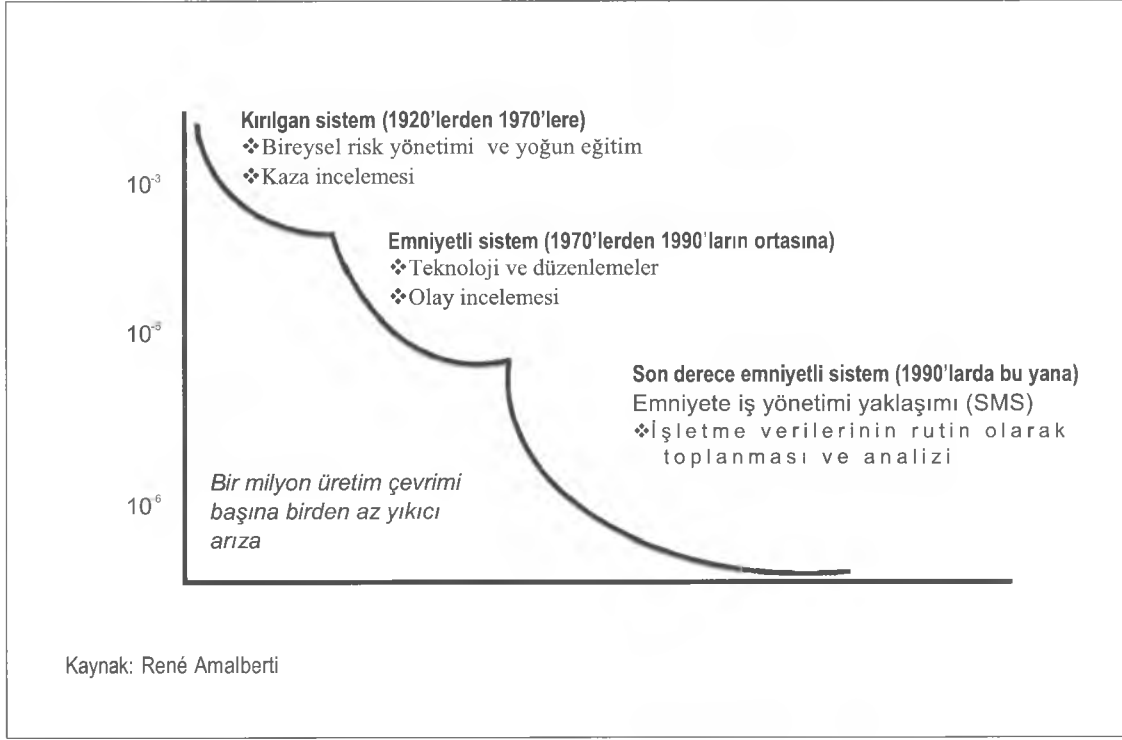 Kırılgan sistem (1920'lerden 1970'lere)
❖Bireysel risk yönetimi ve yoğun eğitim
❖Kaza incelemesi
10⁻³
Emniyetli sistem (1970'lerden 1990'ların ortasına)
❖Teknoloji ve düzenlemeler
❖Olay incelemesi
10⁻⁵
Son derece emniyetli sistem (1990'larda bu yana)
Emniyete iş yönetimi yaklaşımı (SMS)
❖İşletme verilerinin rutin olarak
toplanması ve analizi
10⁻⁶
Bir milyon üretim çevrimi
başına birden az yıkıcı
arıza
Kaynak: René Amalberti